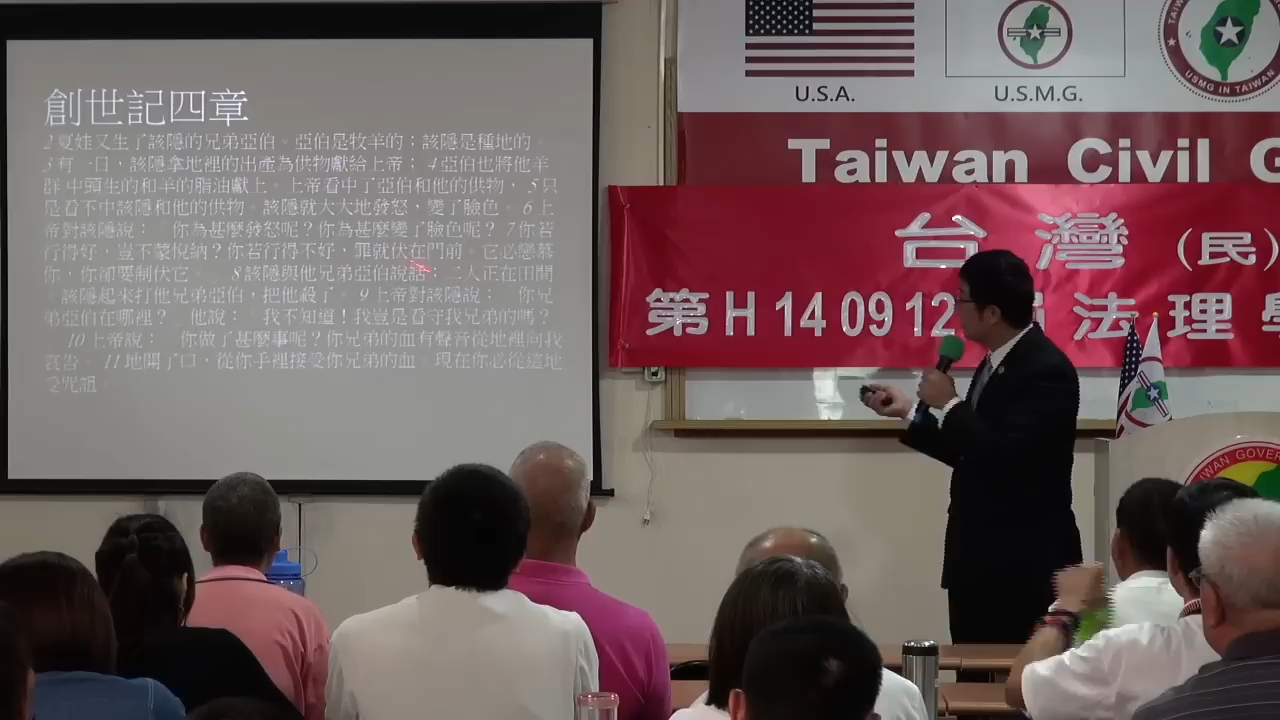 創世記四章
2 夏娃又生了該隱的兄弟亞伯。亞伯是牧羊的；該隱是種地的。
3 有一日，該隱拿地裡的出產為供物獻給上帝； 4 亞伯也將他羊
群中頭生的和羊的脂油獻上。上帝看中了亞伯和他的供物， 5 只
是看不中該隱和他的供物。該隱就大大地發怒，變了臉色。 6 上
帝對該隱說： 你為甚麼發怒呢？你為甚麼變了臉色呢？ 7 你若
行得好，豈不蒙悅納？你若行得不好，罪就伏在門前。它必戀慕
你，你卻要制伏它。 8 該隱與他兄弟亞伯說話；二人正在田間
。該隱起來打他兄弟亞伯，把他殺了。 9 上帝對該隱說： 你兄
弟亞伯在哪裡？ 他說： 我不知道！我豈是看守我兄弟的嗎？
10 上帝說： 你做了甚麼事呢？你兄弟的血有聲音從地裡向我
哀告。 11 地開了口，從你手裡接受你兄弟的血。現在你必從這地
受咒詛
U.S.A.
U.S.M.G.
USMG IN TAIWAN
Taiwan Civil G
台灣(民)
第H 14 09 12 法理學
WAN GOVER